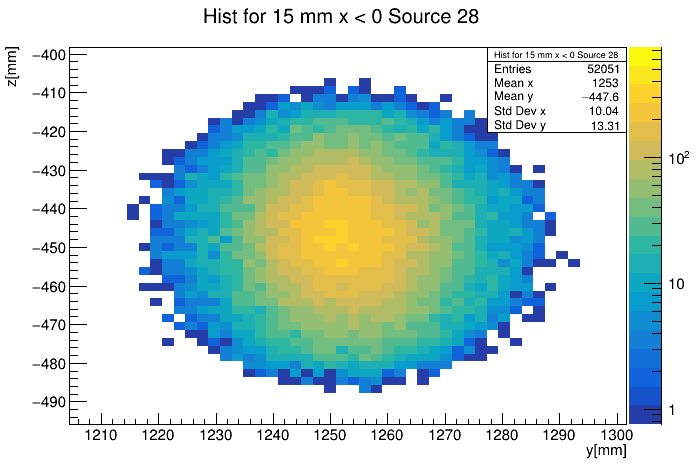 Hist for 15 mm x < 0 Source 28
z[mm]
Hist for 15 mm x < 0 Source 28
Entries 52051
Mean x 1253
Mean y −447.6
Std Dev x 10.04
Std Dev y 13.31
−400
−410
−420
−430
−440
−450
−460
−470
−480
−490
10²
10
1
1210 1220 1230 1240 1250 1260 1270 1280 1290 1300
y[mm]